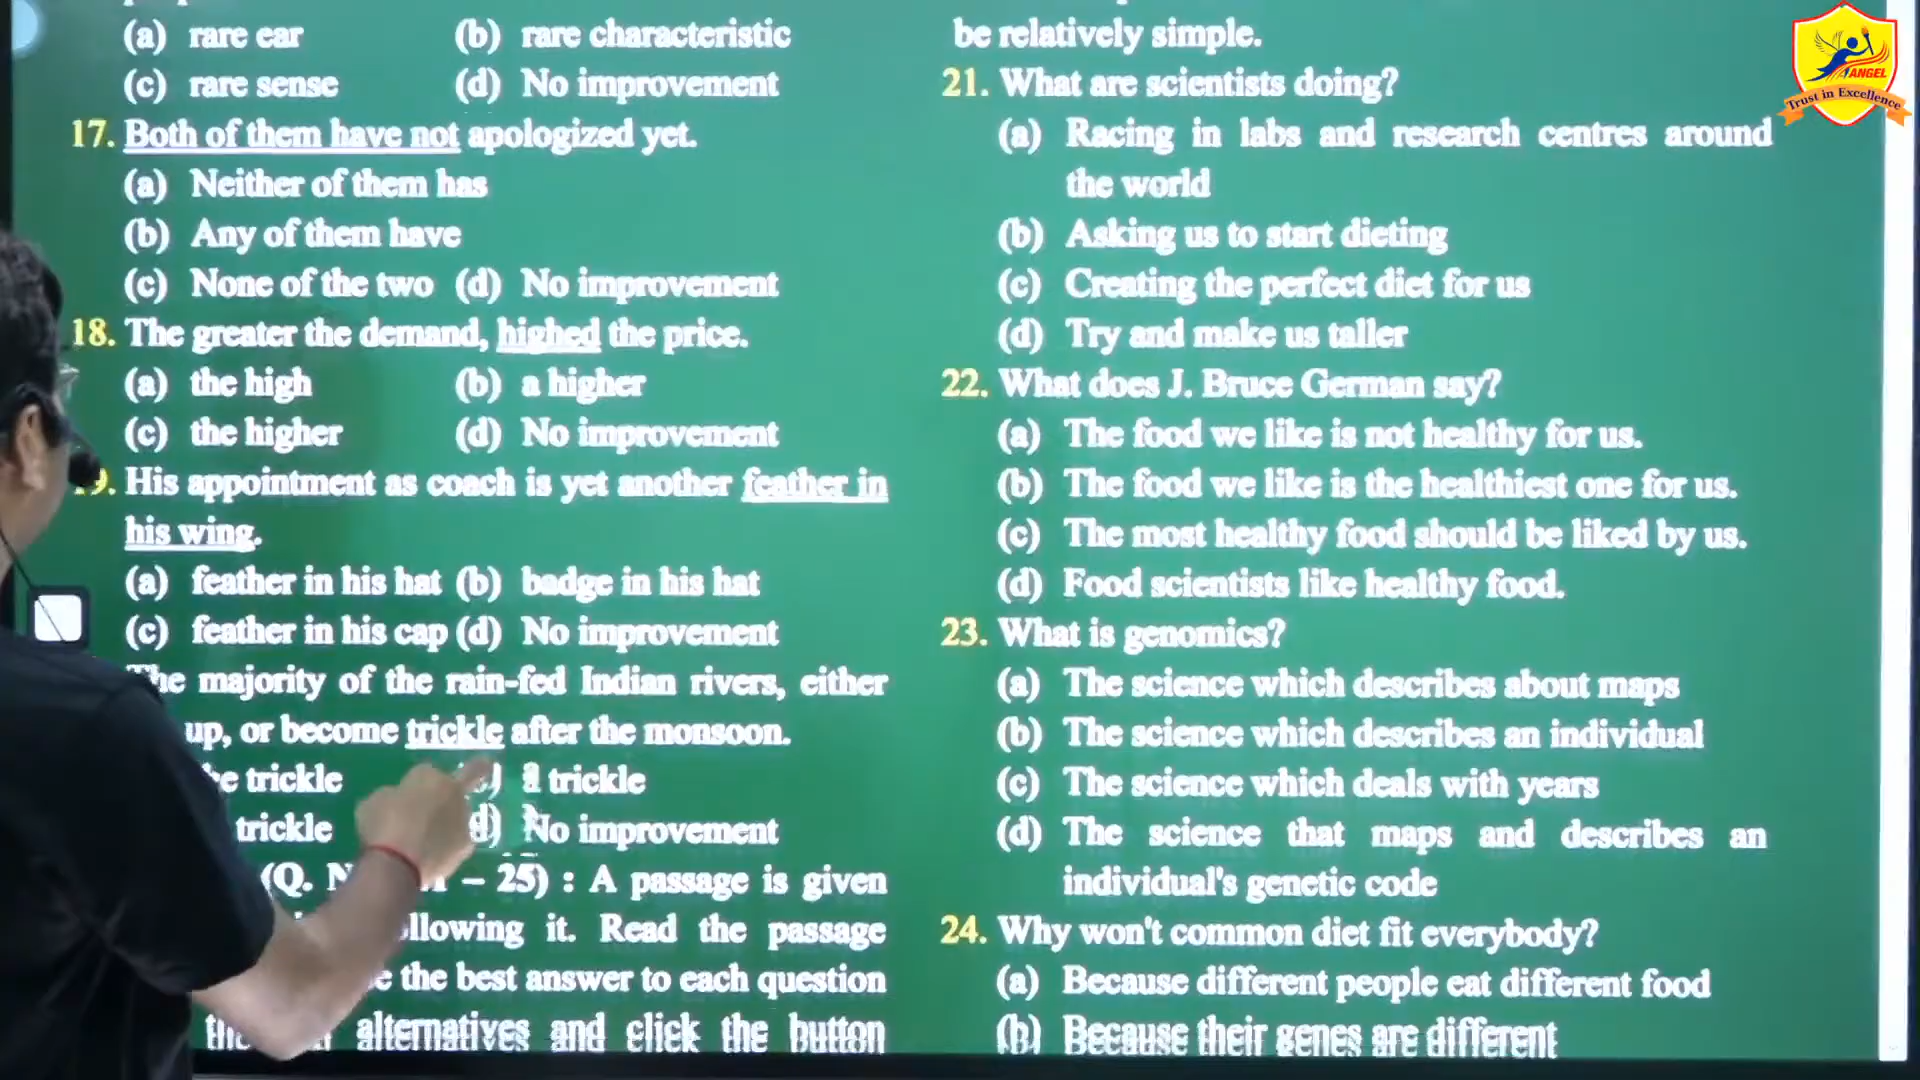 (a) rare ear (b) rare characteristic
(c) rare sense (d) No improvement
17. Both of them have not apologized yet.
(a) Neither of them has
(b) Any of them have
(c) None of the two (d) No improvement
18. The greater the demand, highed the price.
(a) the high (b) a higher
(c) the higher (d) No improvement
9. His appointment as coach is yet another feather in
his wing.
(a) feather in his hat (b) badge in his hat
(c) feather in his cap (d) No improvement
The majority of the rain-fed Indian rivers, either
up, or become trickle after the monsoon.
trickle a trickle
trickle (d) No improvement
(Q. – 25) : A passage is given
following it. Read the passage
the best answer to each question
alternatives and click the button
be relatively simple.
21. What are scientists doing?
(a) Racing in labs and research centres around
the world
(b) Asking us to start dieting
(c) Creating the perfect diet for us
(d) Try and make us taller
22. What does J. Bruce German say?
(a) The food we like is not healthy for us.
(b) The food we like is the healthiest one for us.
(c) The most healthy food should be liked by us.
(d) Food scientists like healthy food.
23. What is genomics?
(a) The science which describes about maps
(b) The science which describes an individual
(c) The science which deals with years
(d) The science that maps and describes an
individual's genetic code
24. Why won't common diet fit everybody?
(a) Because different people eat different food
(b) Because their genes are different
ANGEL
Trust in Excellence